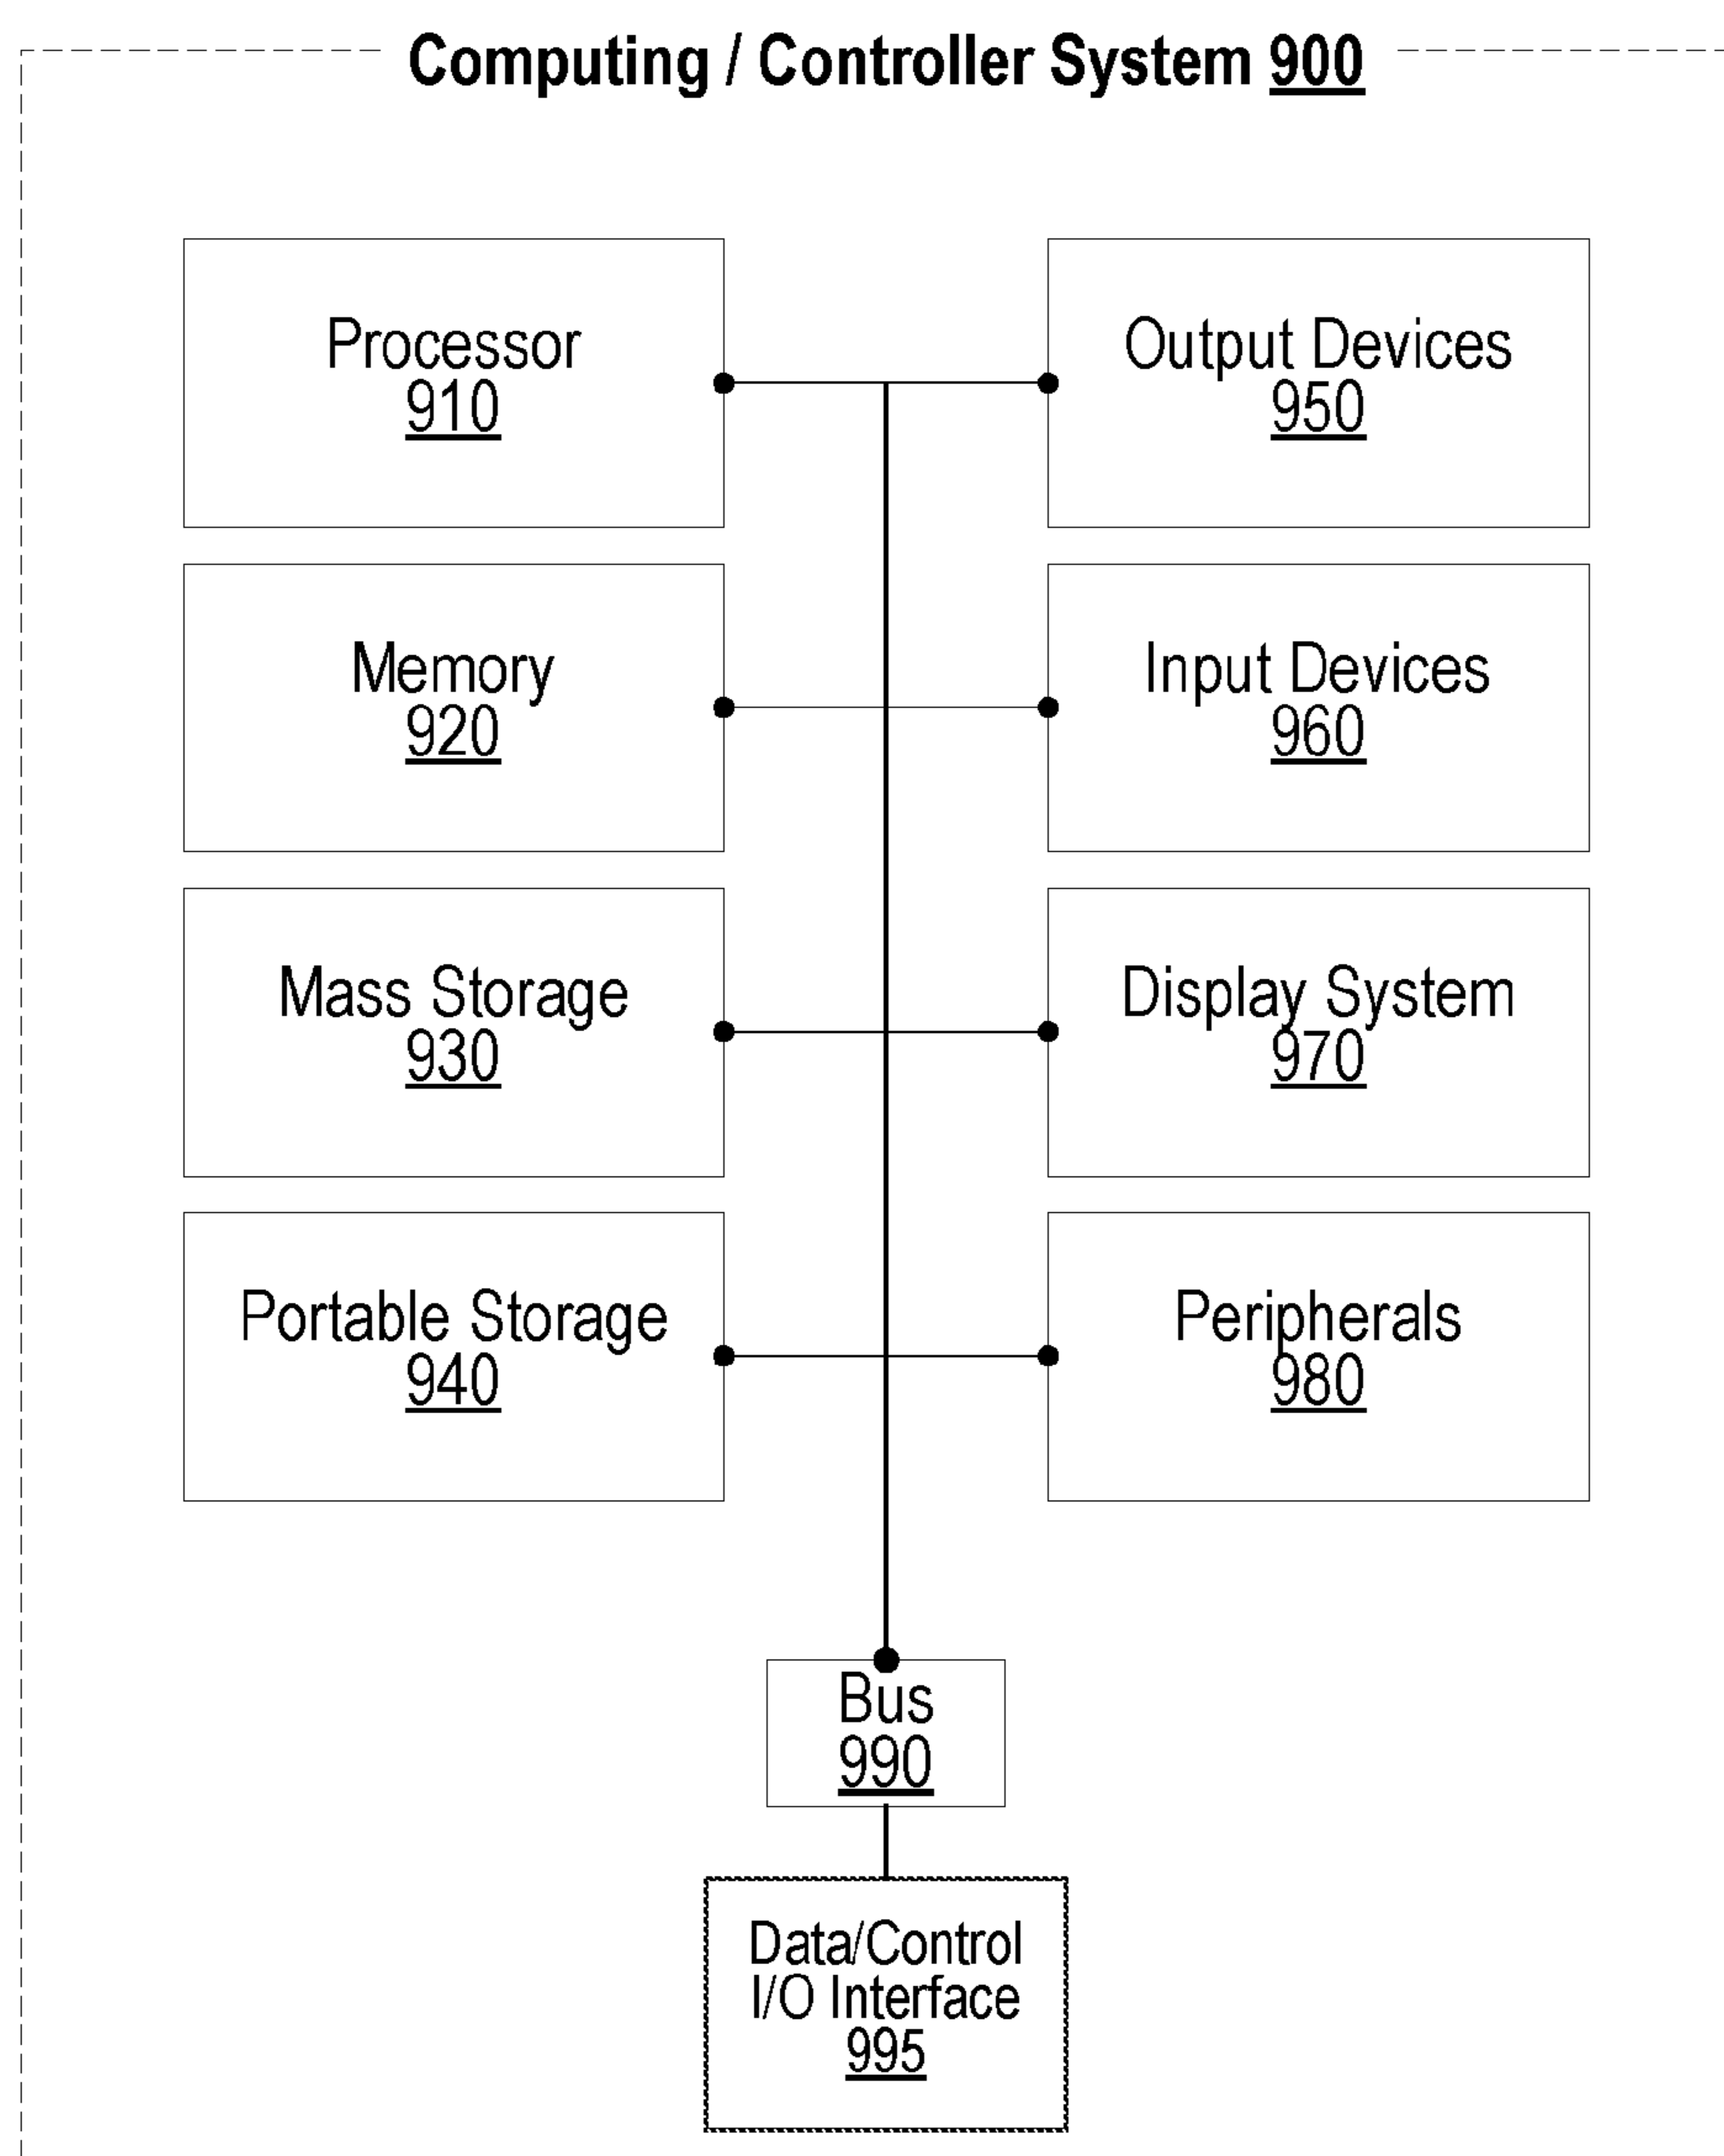 Computing / Controller System 900
Processor
910
Output Devices
950
Memory
920
Input Devices
960
Mass Storage
930
Display System
970
Portable Storage
940
Peripherals
980
Bus
990
Data/Control
I/O Interface
995